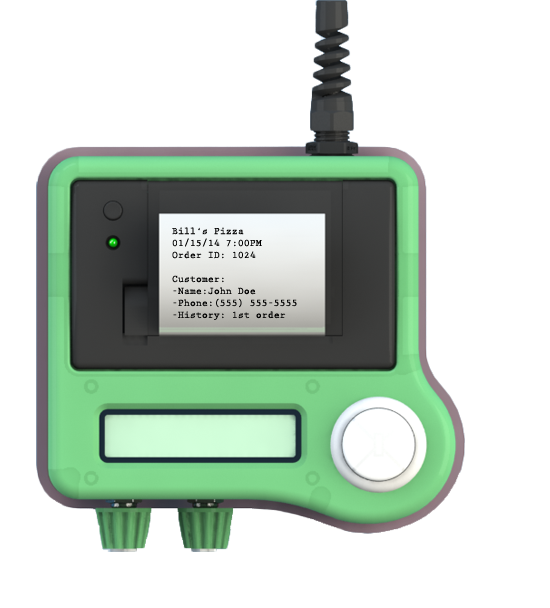 Bill's Pizza
01/15/14 7:00PM
Order ID: 1024
Customer:
-Name:John Doe
-Phone:(555) 555-5555
-History: 1st order